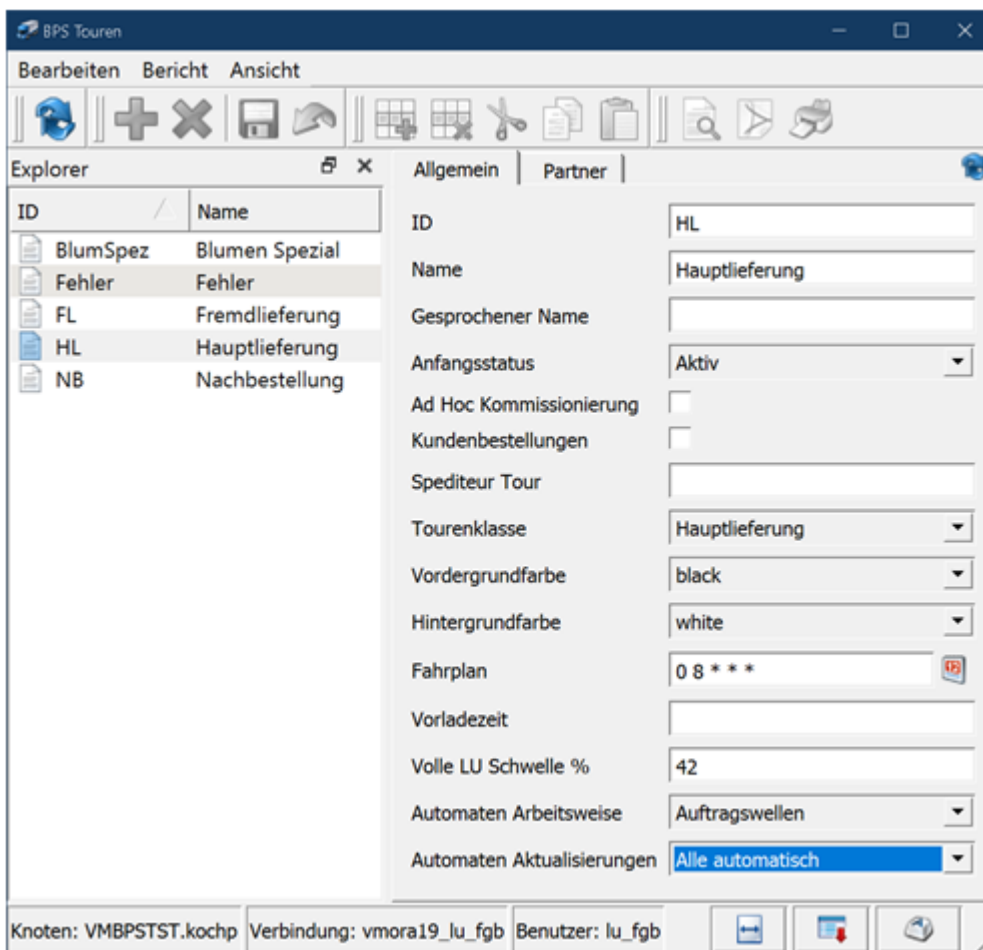 BPS Touren
Bearbeiten Bericht Ansicht
Explorer
Allgemein Partner
ID Name
BlumSpez Blumen Spezial
Fehler Fehler
FL Fremdlieferung
HL Hauptlieferung
NB Nachbestellung
ID HL
Name Hauptlieferung
Gesprochener Name
Anfangsstatus Aktiv
Ad Hoc Kommissionierung
Kundenbestellungen
Spediteur Tour
Tourenklasse Hauptlieferung
Vordergrundfarbe black
Hintergrundfarbe white
Fahrplan 0 8 * * *
Vorladezeit
Volle LU Schwelle % 42
Automaten Arbeitsweise Auftragswellen
Automaten Aktualisierungen Alle automatisch
Knoten: VMBPSTST.kochp Verbindung: vmora19_lu_fgb Benutzer: lu_fgb